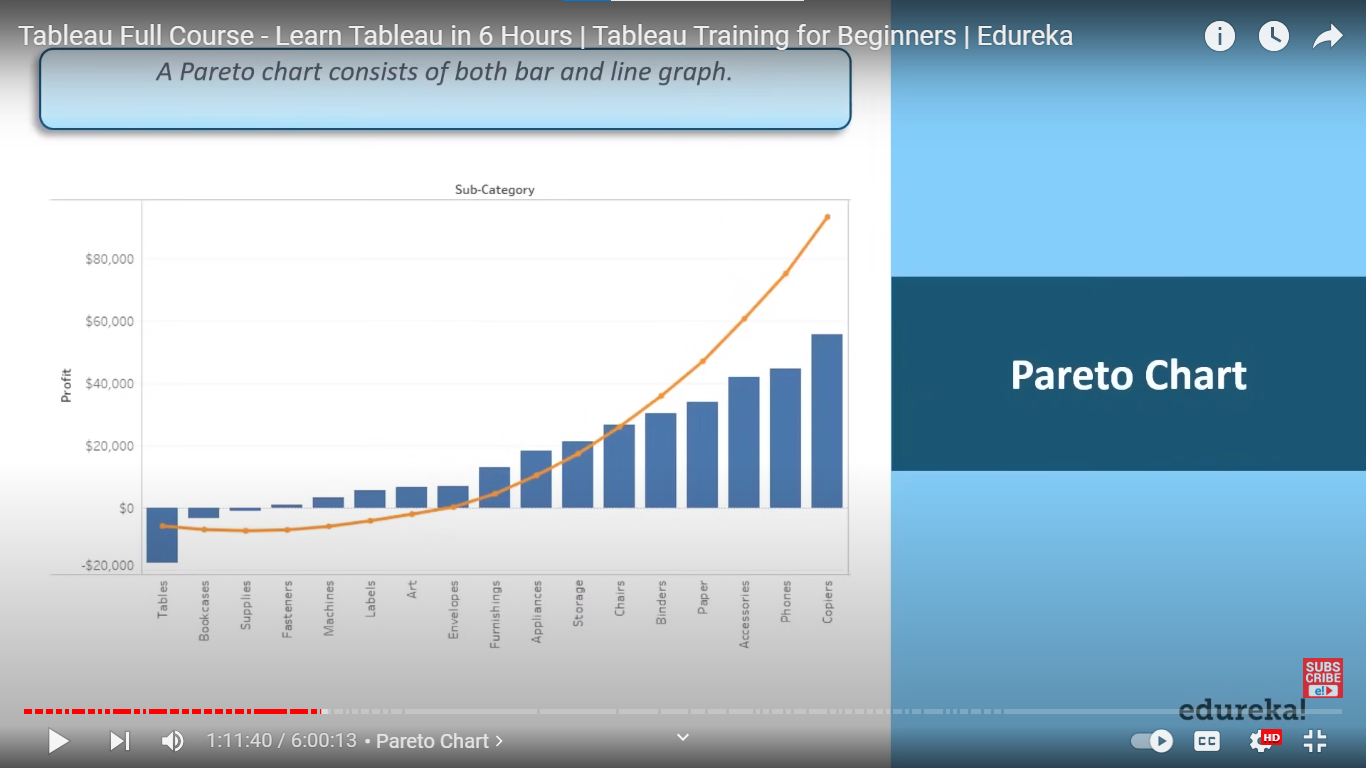 Tableau Full Course - Learn Tableau in 6 Hours | Tableau Training for Beginners | Edureka
A Pareto chart consists of both bar and line graph.
Sub-Category
$80,000
$60,000
$40,000
$20,000
$0
-$20,000
Profit
Tables
Bookcases
Supplies
Fasteners
Machines
Labels
Art
Envelopes
Furnishings
Appliances
Storage
Chairs
Binders
Paper
Accessories
Phones
Copiers
Pareto Chart
SUBS
CRIBE
e!
edureka!
1:11:40 / 6:00:13 • Pareto Chart >
CC
HD